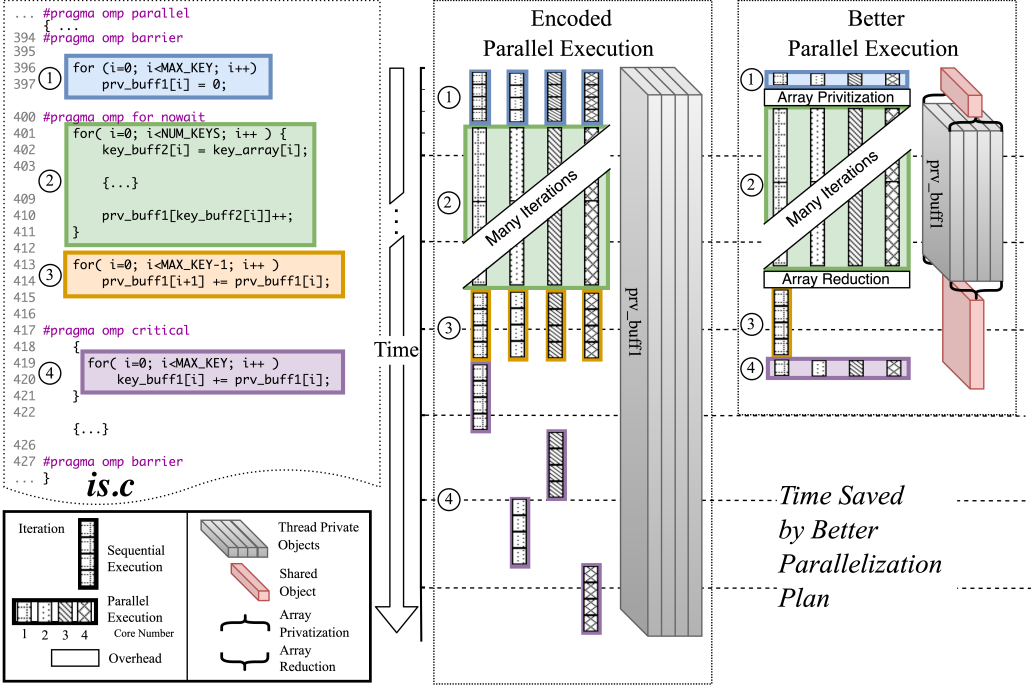 ... #pragma omp parallel
{ ...
394 #pragma omp barrier
395
396 for (i=0; i<MAX_KEY; i++)
1
397 prv_buff1[i] = 0;
400 #pragma omp for nowait
401 for( i=0; i<NUM_KEYS; i++ ) {
402 key_buff2[i] = key_array[i];
403
2
{...}
409
410 prv_buff1[key_buff2[i]]++;
411 }
412
413 for( i=0; i<MAX_KEY-1; i++ )
3
414 prv_buff1[i+1] += prv_buff1[i];
415
416
417 #pragma omp critical
418 {
419 for( i=0; i<MAX_KEY; i++ )
4
420 key_buff1[i] += prv_buff1[i];
421 }
422
{...}
426
427 #pragma omp barrier
... }
is.c
Iteration
Sequential
Execution
Parallel
Execution
1 2 3 4 Core Number
Overhead
Thread Private
Objects
Shared
Object
Array
Privatization
Array
Reduction
Time
Encoded
Parallel Execution
1
2
Many Iterations
3
4
prv_buff1
Better
Parallel Execution
1
Array Privitization
2
Many Iterations
Array Reduction
3
4
prv_buff1
Time Saved
by Better
Parallelization
Plan